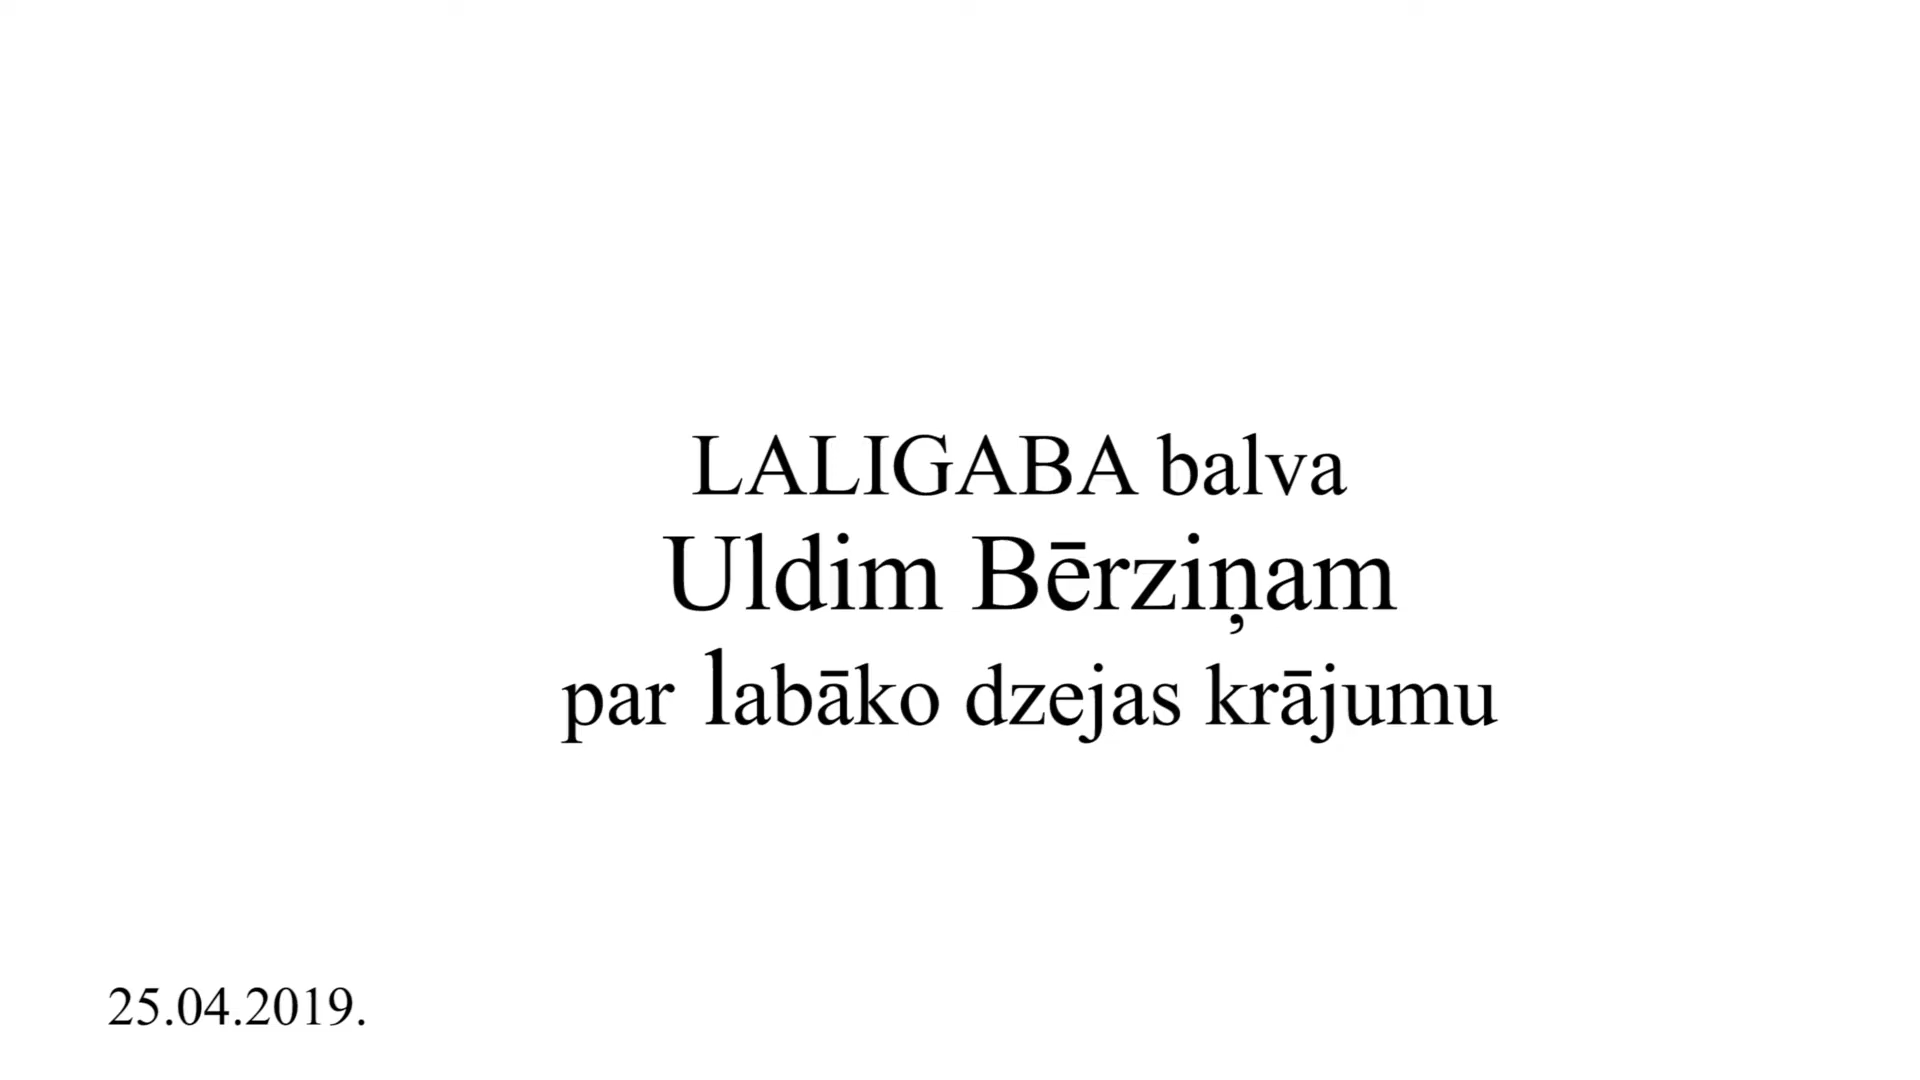 LALIGABA balva
Uldim Bērziņam
par labāko dzejas krājumu
25.04.2019.